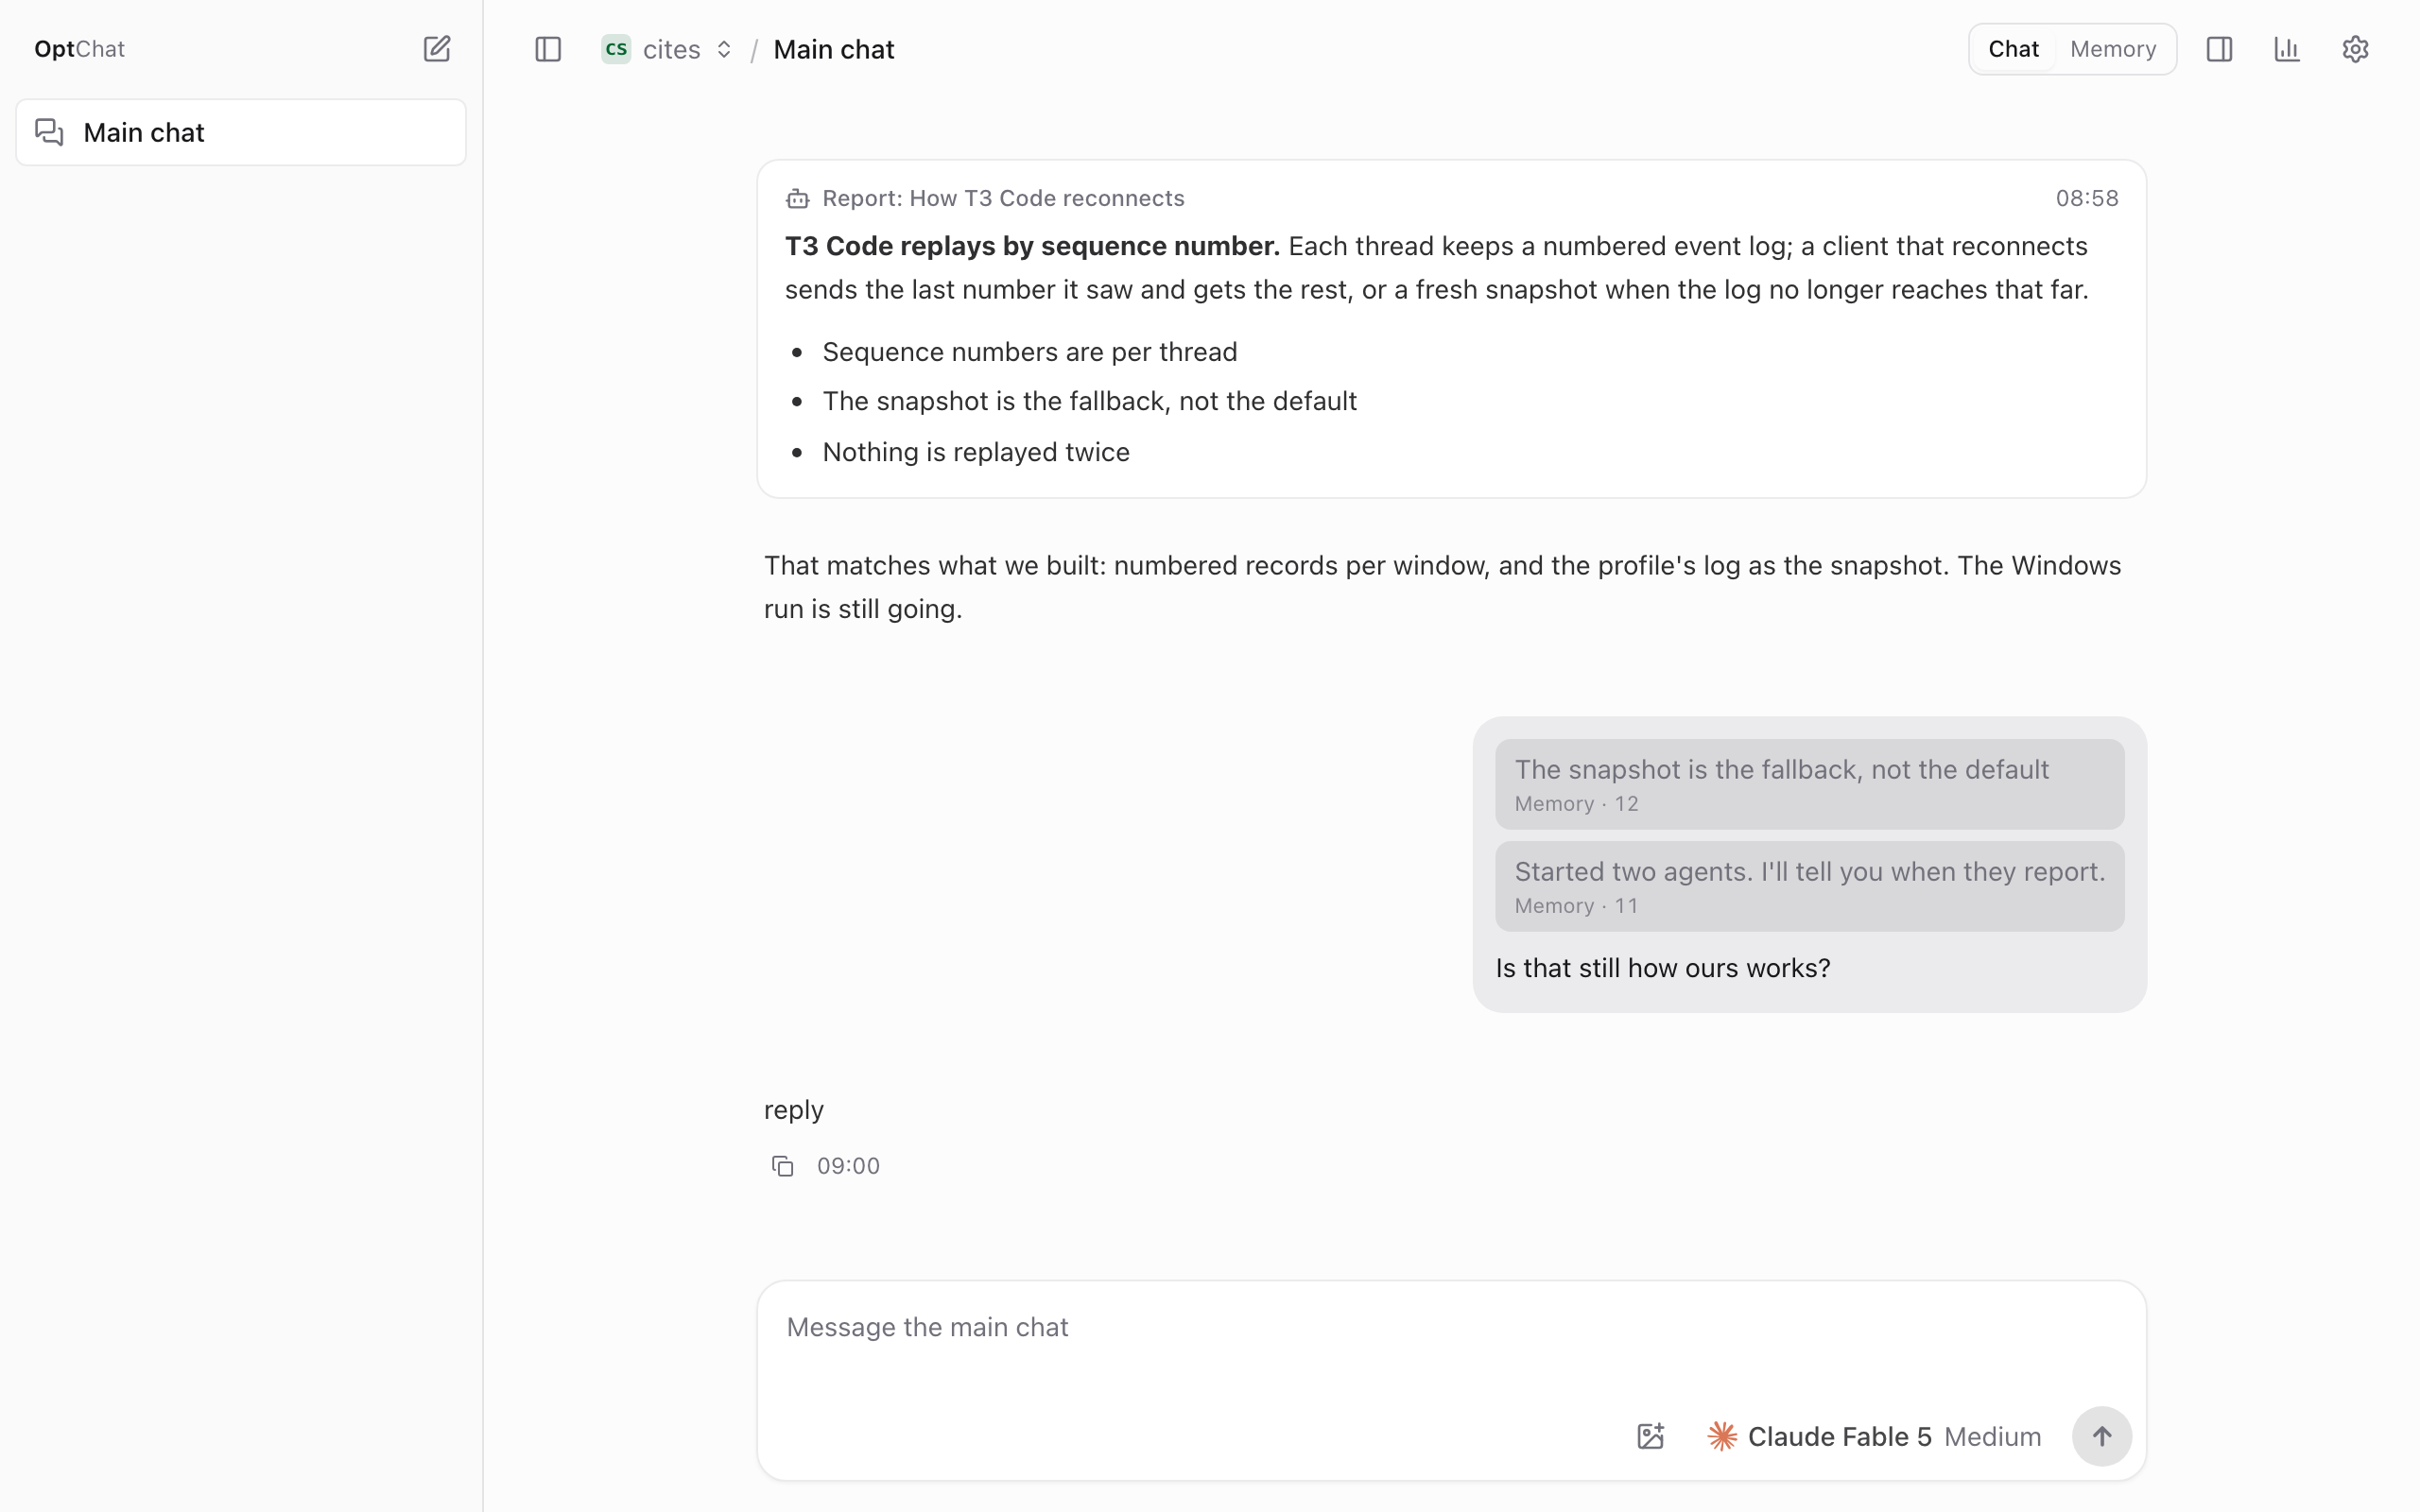 OptChat
CS cites / Main chat
Chat Memory
Main chat
Report: How T3 Code reconnects 08:58
T3 Code replays by sequence number. Each thread keeps a numbered event log; a client that reconnects
sends the last number it saw and gets the rest, or a fresh snapshot when the log no longer reaches that far.
Sequence numbers are per thread
The snapshot is the fallback, not the default
Nothing is replayed twice
That matches what we built: numbered records per window, and the profile's log as the snapshot. The Windows
run is still going.
The snapshot is the fallback, not the default
Memory · 12
Started two agents. I'll tell you when they report.
Memory · 11
Is that still how ours works?
reply
09:00
Message the main chat
Claude Fable 5 Medium